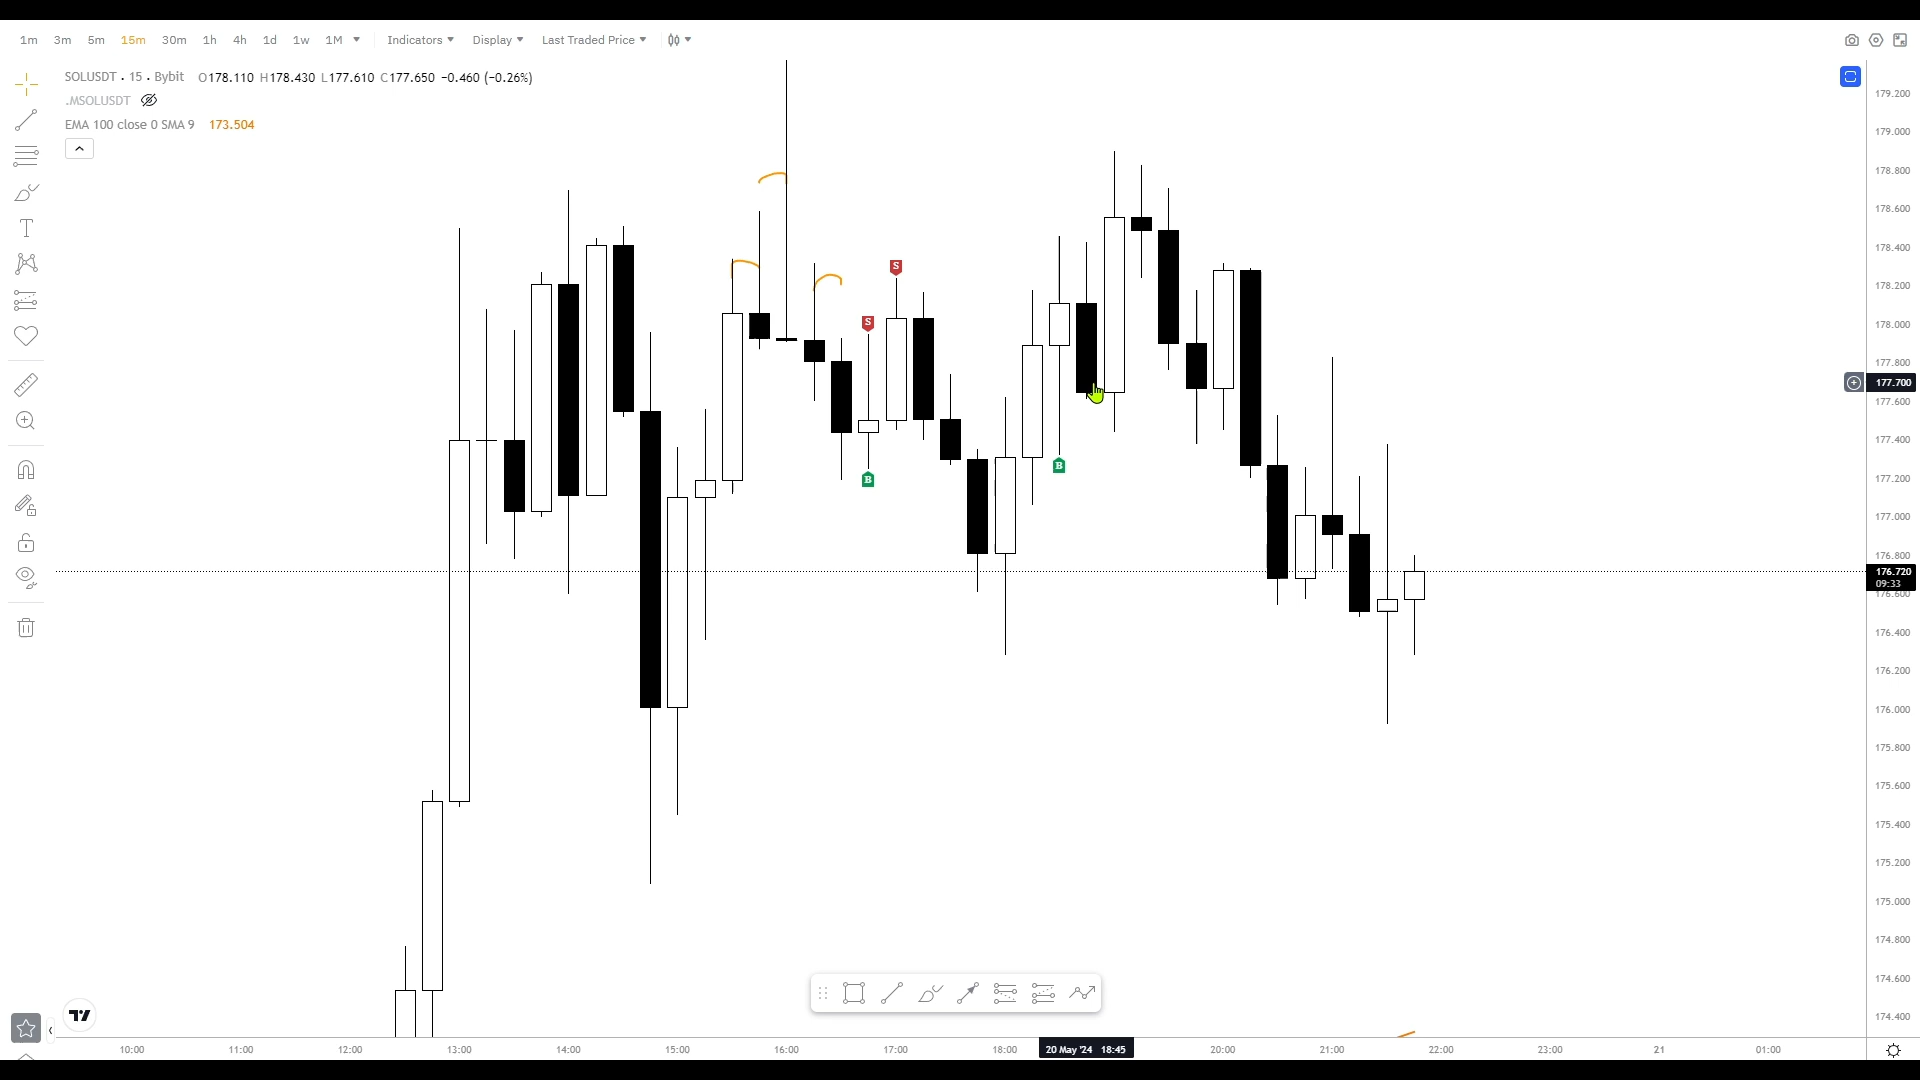 1m 3m 5m 15m 30m 1h 4h 1d 1w 1M Indicators Display Last Traded Price
SOLUSDT · 15 · Bybit O178.110 H178.430 L177.610 C177.650 −0.460 (−0.26%)
.MSOLUSDT
EMA 100 close 0 SMA 9 173.504
179.200
179.000
178.800
178.600
178.400
178.200
178.000
177.800
177.700
177.600
177.400
177.200
177.000
176.800
176.720
09:33
176.600
176.400
176.200
176.000
175.800
175.600
175.400
175.200
175.000
174.800
174.600
174.400
S
S
B
B
T
10:00 11:00 12:00 13:00 14:00 15:00 16:00 17:00 18:00 20 May '24 18:45 20:00 21:00 22:00 23:00 21 01:00